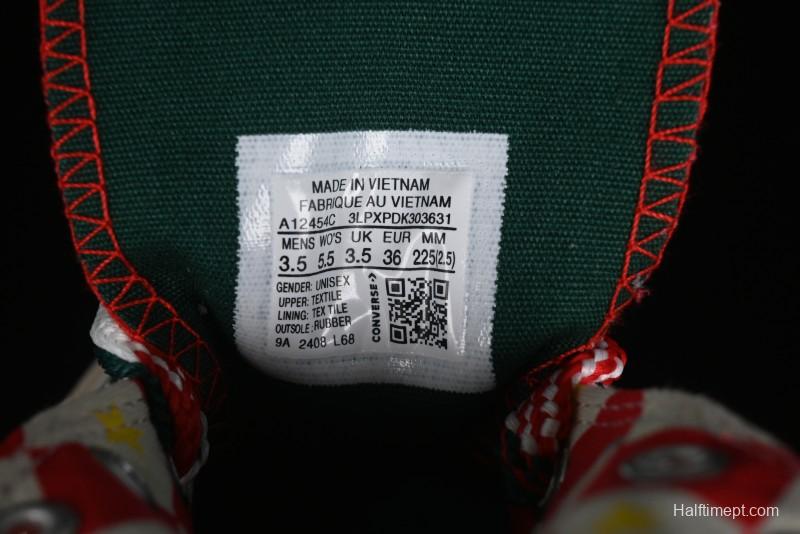 MADE IN VIETNAM
FABRIQUE AU VIETNAM
A12454C 3LPXPDK303631
MENS WO'S UK EUR MM
3.5 5.5 3.5 36 225(2.5)
GENDER: UNISEX
UPPER: TEXTILE
LINING: TEXTILE
OUTSOLE: RUBBER
9A 2408 L68
CONVERSE
Halftimept.com